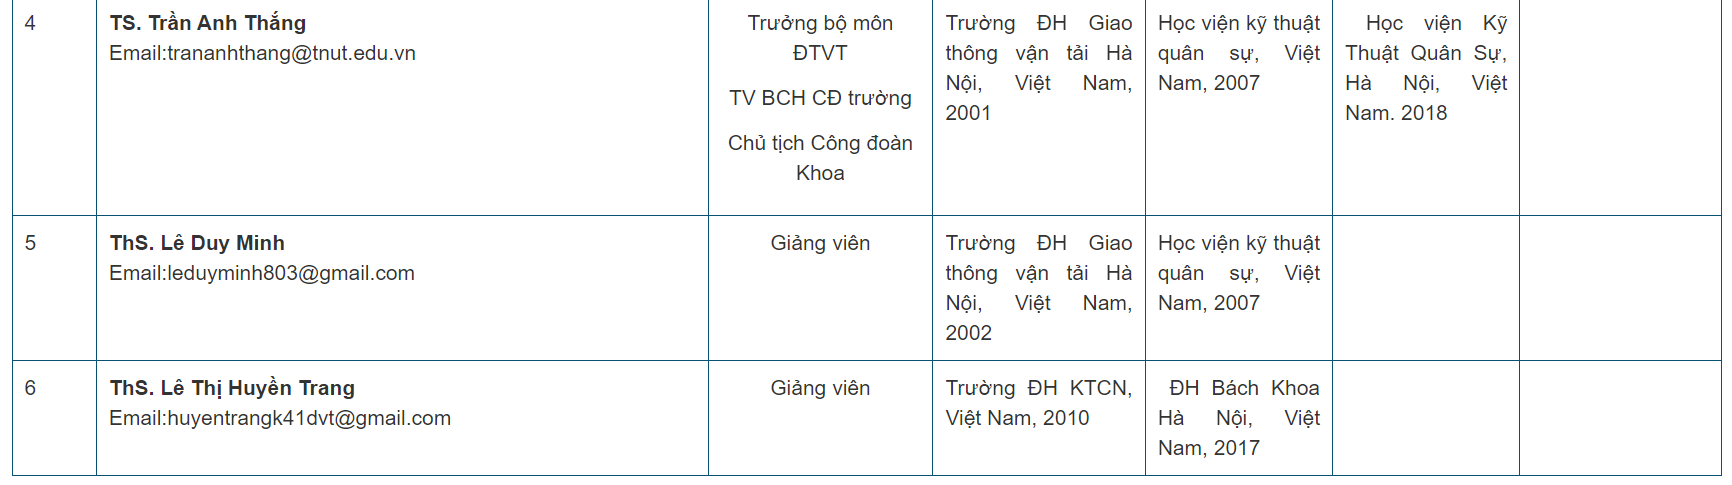 4
TS. Trần Anh Thắng
Email:trananhthang@tnut.edu.vn
Trưởng bộ môn
ĐTVT
TV BCH CĐ trường
Chủ tịch Công đoàn
Khoa
Trường ĐH Giao
thông vận tải Hà
Nội, Việt Nam,
2001
Học viện kỹ thuật
quân sự, Việt
Nam, 2007
Học viện Kỹ
Thuật Quân Sự,
Hà Nội, Việt
Nam. 2018
5
ThS. Lê Duy Minh
Email:leduyminh803@gmail.com
Giảng viên
Trường ĐH Giao
thông vận tải Hà
Nội, Việt Nam,
2002
Học viện kỹ thuật
quân sự, Việt
Nam, 2007
6
ThS. Lê Thị Huyền Trang
Email:huyentrangk41dvt@gmail.com
Giảng viên
Trường ĐH KTCN,
Việt Nam, 2010
ĐH Bách Khoa
Hà Nội, Việt
Nam, 2017